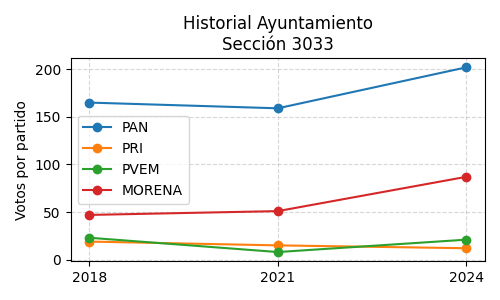 Historial Ayuntamiento
Sección 3033
Votos por partido
200
150
100
50
0
PAN
PRI
PVEM
MORENA
2018
2021
2024